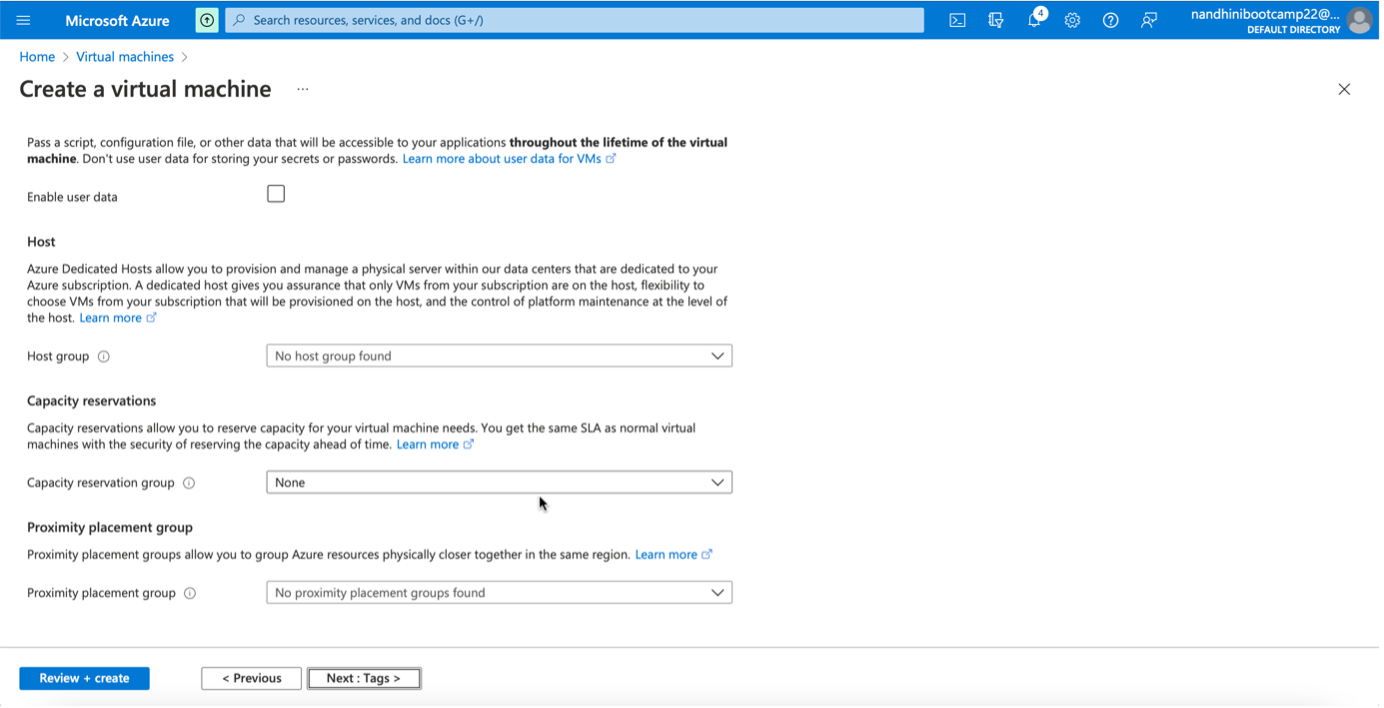 Microsoft Azure
Search resources, services, and docs (G+/)
4
nandhinibootcamp22@...
DEFAULT DIRECTORY
Home > Virtual machines >
Create a virtual machine ...
Pass a script, configuration file, or other data that will be accessible to your applications throughout the lifetime of the virtual
machine. Don't use user data for storing your secrets or passwords. Learn more about user data for VMs
Enable user data
Host
Azure Dedicated Hosts allow you to provision and manage a physical server within our data centers that are dedicated to your
Azure subscription. A dedicated host gives you assurance that only VMs from your subscription are on the host, flexibility to
choose VMs from your subscription that will be provisioned on the host, and the control of platform maintenance at the level of
the host. Learn more
Host group No host group found
Capacity reservations
Capacity reservations allow you to reserve capacity for your virtual machine needs. You get the same SLA as normal virtual
machines with the security of reserving the capacity ahead of time. Learn more
Capacity reservation group None
Proximity placement group
Proximity placement groups allow you to group Azure resources physically closer together in the same region. Learn more
Proximity placement group No proximity placement groups found
Review + create < Previous Next : Tags >